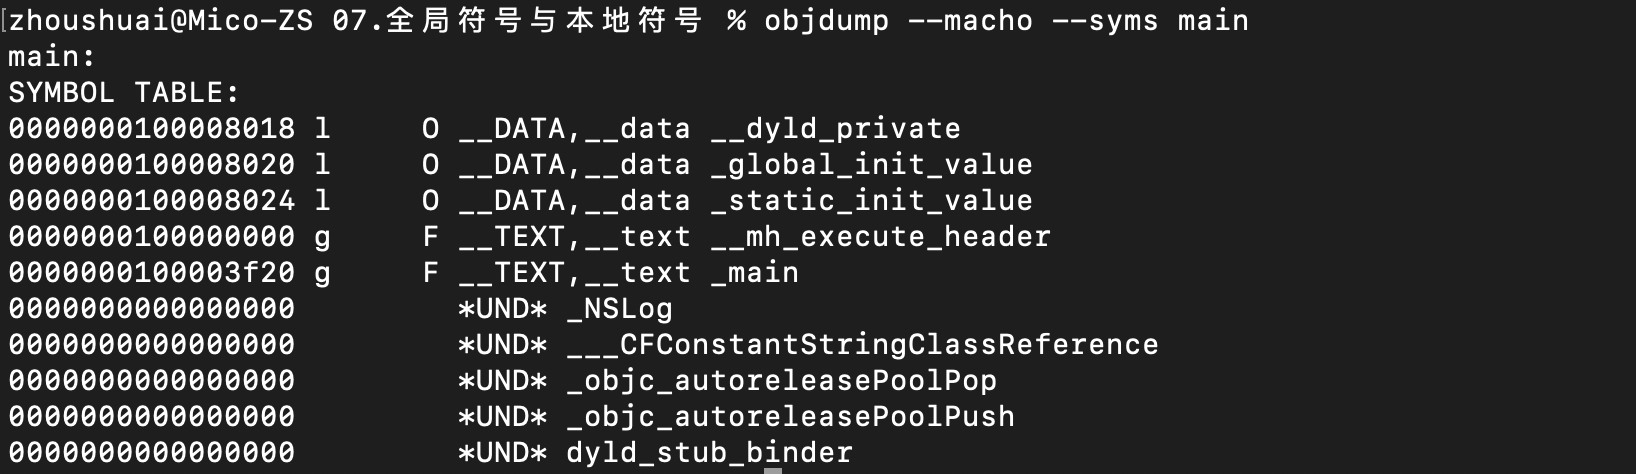 [zhoushuai@Mico-ZS 07.全局符号与本地符号 % objdump --macho --syms main
main:
SYMBOL TABLE:
0000000100008018 l     O __DATA,__data __dyld_private
0000000100008020 l     O __DATA,__data _global_init_value
0000000100008024 l     O __DATA,__data _static_init_value
0000000100000000 g     F __TEXT,__text __mh_execute_header
0000000100003f20 g     F __TEXT,__text _main
0000000000000000         *UND* _NSLog
0000000000000000         *UND* ___CFConstantStringClassReference
0000000000000000         *UND* _objc_autoreleasePoolPop
0000000000000000         *UND* _objc_autoreleasePoolPush
0000000000000000         *UND* dyld_stub_binder